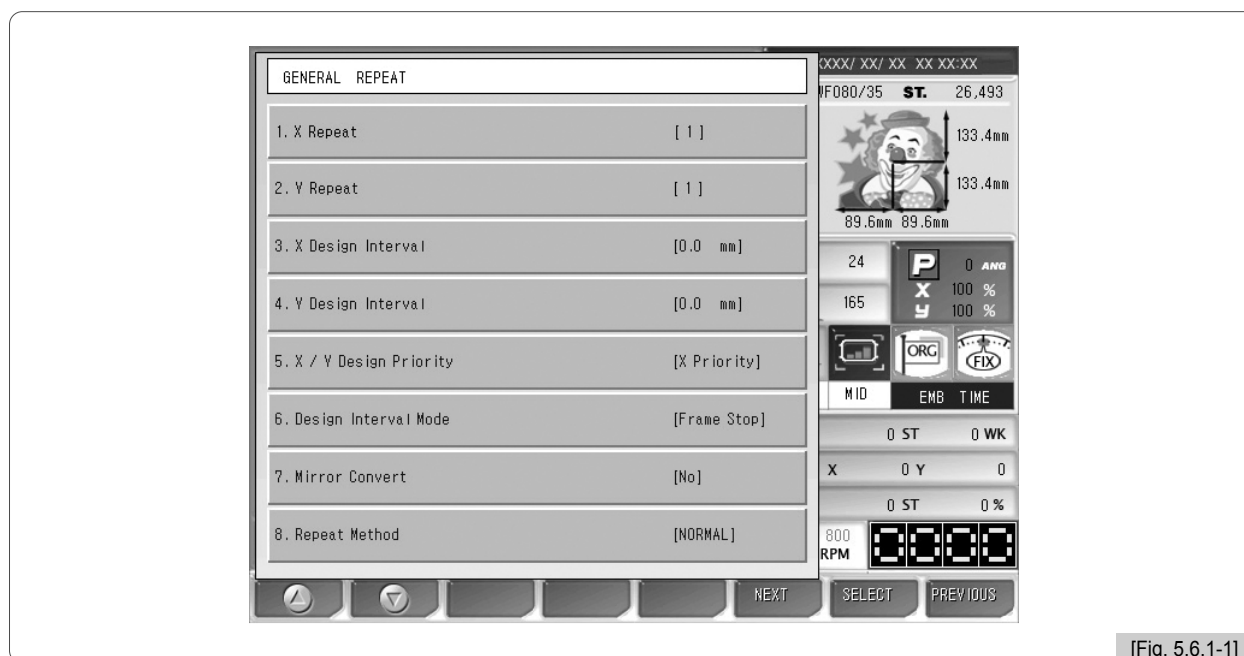 XXX/ XX/ XX XX XX:XX
GENERAL REPEAT
F080/35 ST. 26,493
1. X Repeat [ 1 ]
133.4mm
2. Y Repeat [ 1 ]
133.4mm
89.6mm 89.6mm
3. X Design Interval [0.0 mm]
24 P 0 ANG
X 100 %
4. Y Design Interval [0.0 mm]
165 Y 100 %
5. X / Y Design Priority [X Priority]
ORG FIX
MID EMB TIME
6. Design Interval Mode [Frame Stop]
0 ST 0 WK
7. Mirror Convert [No]
X 0 Y 0
0 ST 0 %
8. Repeat Method [NORMAL]
800
RPM
NEXT SELECT PREVIOUS
[Fig. 5.6.1-1]